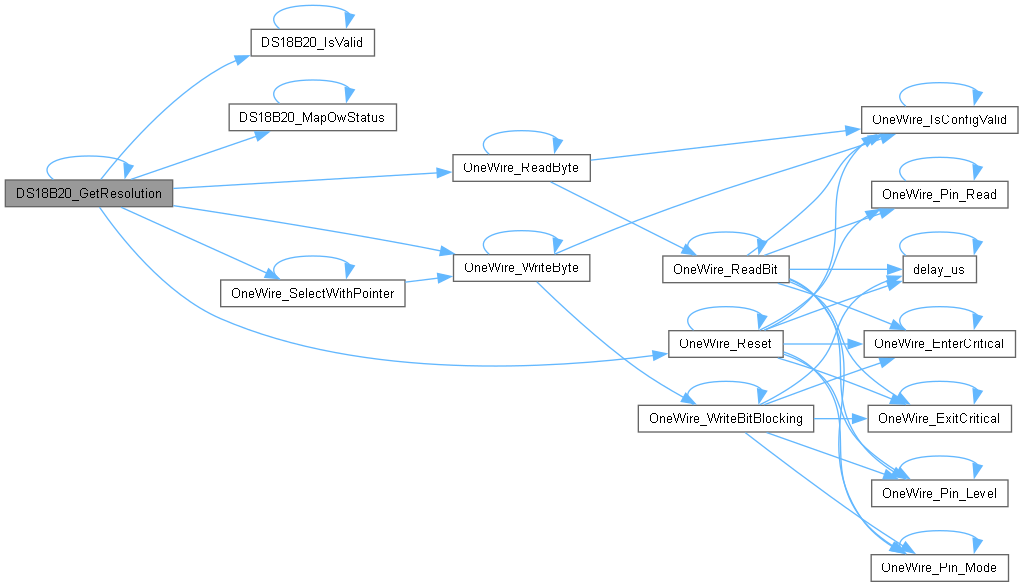 DS18B20_IsValid
DS18B20_MapOwStatus
OneWire_IsConfigValid
OneWire_ReadByte
OneWire_Pin_Read
DS18B20_GetResolution
OneWire_WriteByte
OneWire_ReadBit
delay_us
OneWire_SelectWithPointer
OneWire_Reset
OneWire_EnterCritical
OneWire_WriteBitBlocking
OneWire_ExitCritical
OneWire_Pin_Level
OneWire_Pin_Mode